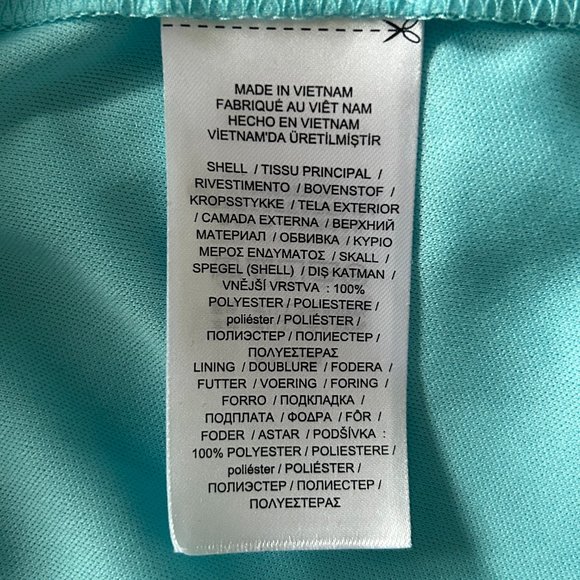 MADE IN VIETNAM
FABRIQUÉ AU VIÊT NAM
HECHO EN VIETNAM
VİETNAM'DA ÜRETİLMİŞTİR
SHELL / TISSU PRINCIPAL /
RIVESTIMENTO / BOVENSTOF /
KROPSSTYKKE / TELA EXTERIOR
/ CAMADA EXTERNA / ВЕРХНИЙ
МАТЕРИАЛ / ОБВИВКА / ΚΥΡΙΟ
ΜΕΡΟΣ ΕΝΔΥΜΑΤΟΣ / SKALL /
SPEGEL (SHELL) / DIŞ KATMAN /
VNĚJŠÍ VRSTVA : 100%
POLYESTER / POLIESTERE /
poliéster / POLIÉSTER /
ПОЛИЭСТЕР / ПОЛИЕСТЕР /
ΠΟΛΥΕΣΤΕΡΑΣ
LINING / DOUBLURE / FODERA /
FUTTER / VOERING / FORING /
FORRO / ПОДКЛАДКА /
ПОДПЛАТА / ΦΟΔΡΑ / FÔR /
FODER / ASTAR / PODŠÍVKA :
100% POLYESTER / POLIESTERE /
poliéster / POLIÉSTER /
ПОЛИЭСТЕР / ПОЛИЕСТЕР /
ΠΟΛΥΕΣΤΕΡΑΣ